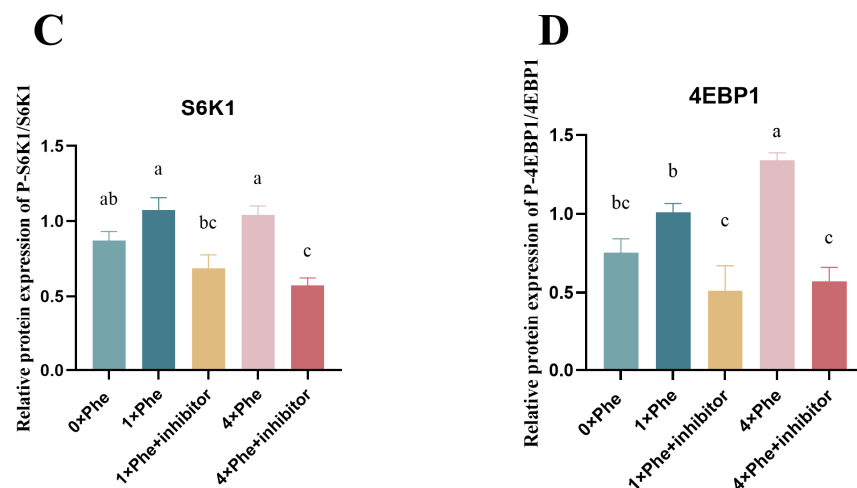 C
S6K1
Relative protein expression of P-S6K1/S6K1
1.5
1.0
0.5
0.0
ab
a
bc
a
c
0×Phe
1×Phe
1×Phe+inhibitor
4×Phe
4×Phe+inhibitor
D
4EBP1
Relative protein expression of P-4EBP1/4EBP1
1.5
1.0
0.5
0.0
bc
b
c
a
c
0×Phe
1×Phe
1×Phe+inhibitor
4×Phe
4×Phe+inhibitor